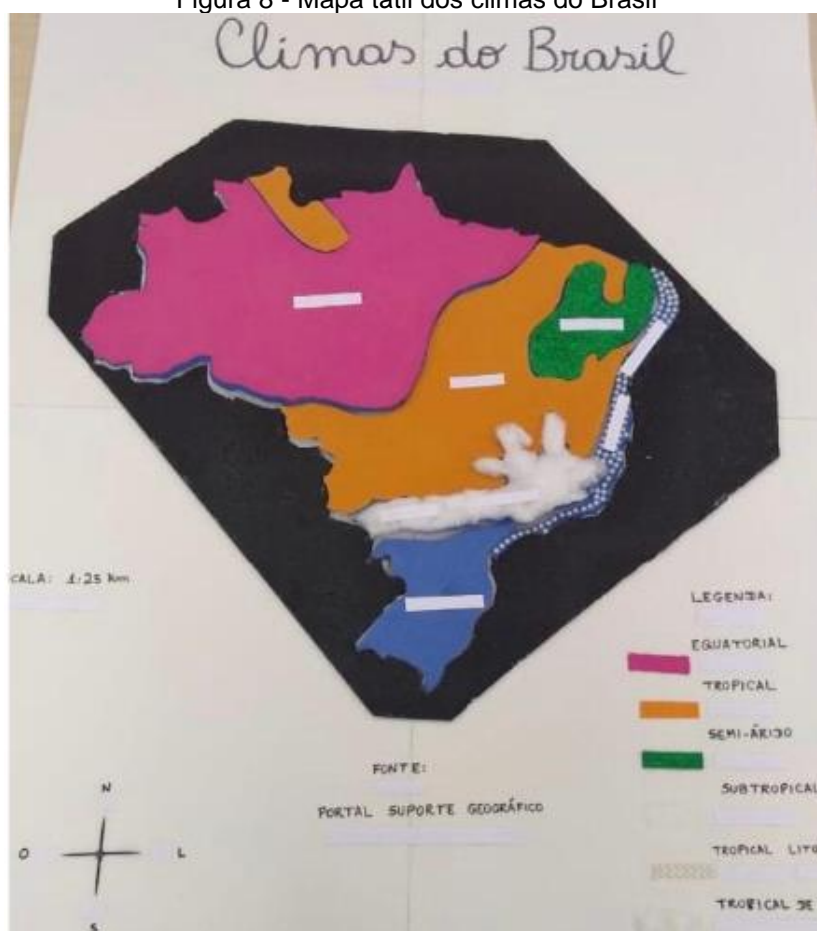 Figura 8 - Mapa tátil dos climas do Brasil
Climas do Brasil
CALA: 1:25 km
LEGENDA:
EQUATORIAL
TROPICAL
SEMI-ÁRIDO
SUBTROPICAL
TROPICAL LITO
TROPICAL DE
FONTE:
PORTAL SUPORTE GEOGRÁFICO
N
O
L
S